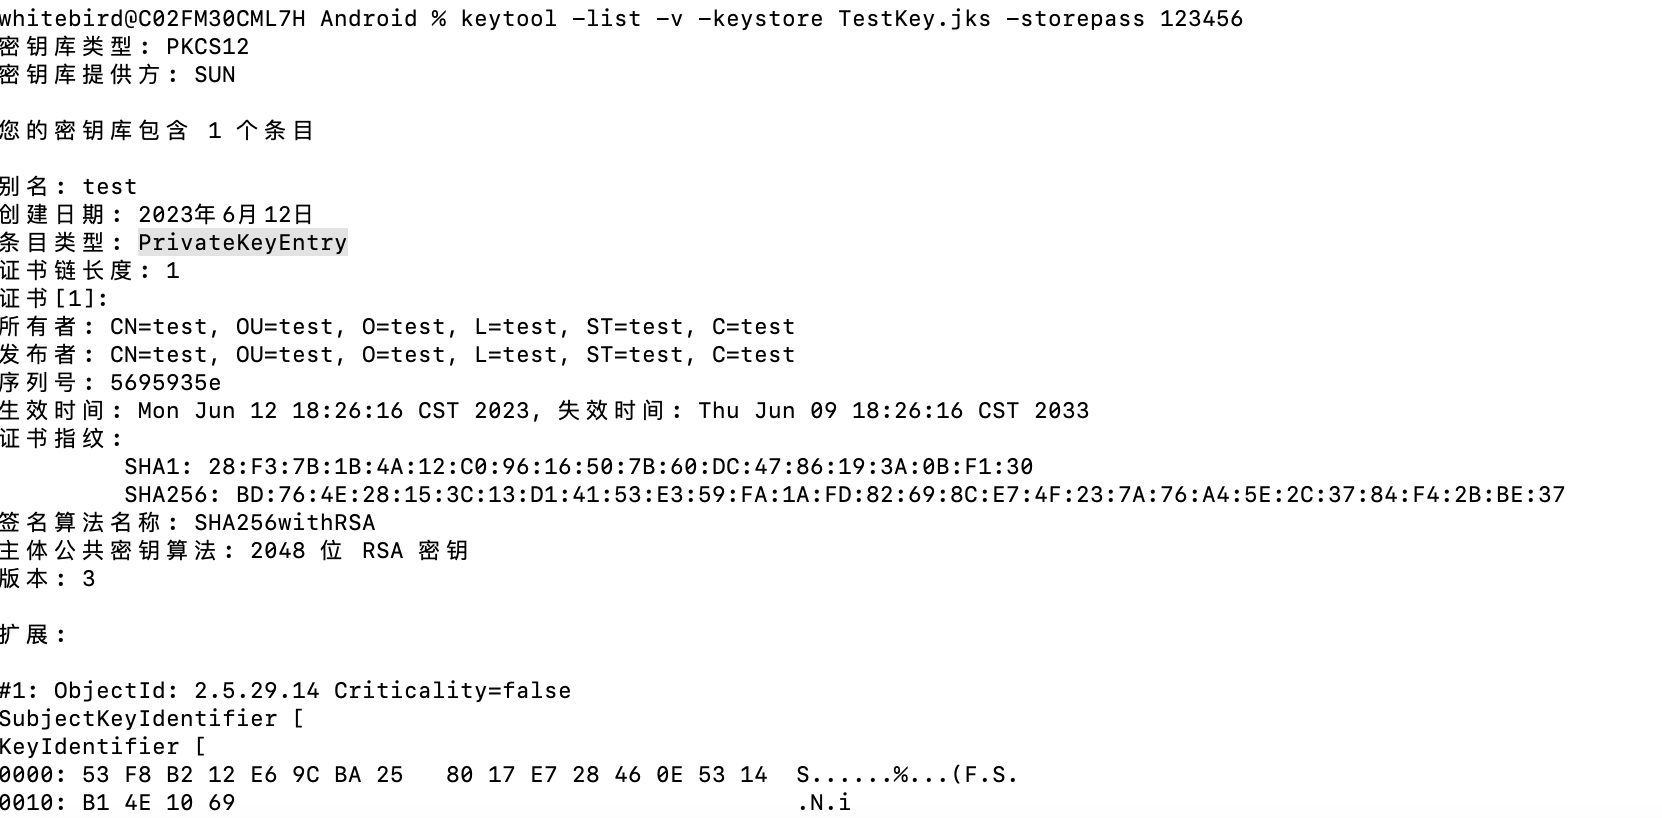 whitebird@C02FM30CML7H Android % keytool -list -v -keystore TestKey.jks -storepass 123456
密钥库类型: PKCS12
密钥库提供方: SUN
您的密钥库包含 1 个条目
别名: test
创建日期: 2023年6月12日
条目类型: PrivateKeyEntry
证书链长度: 1
证书[1]:
所有者: CN=test, OU=test, O=test, L=test, ST=test, C=test
发布者: CN=test, OU=test, O=test, L=test, ST=test, C=test
序列号: 5695935e
生效时间: Mon Jun 12 18:26:16 CST 2023, 失效时间: Thu Jun 09 18:26:16 CST 2033
证书指纹:
SHA1: 28:F3:7B:1B:4A:12:C0:96:16:50:7B:60:DC:47:86:19:3A:0B:F1:30
SHA256: BD:76:4E:28:15:3C:13:D1:41:53:E3:59:FA:1A:FD:82:69:8C:E7:4F:23:7A:76:A4:5E:2C:37:84:F4:2B:BE:37
签名算法名称: SHA256withRSA
主体公共密钥算法: 2048 位 RSA 密钥
版本: 3
扩展:
#1: ObjectId: 2.5.29.14 Criticality=false
SubjectKeyIdentifier [
KeyIdentifier [
0000: 53 F8 B2 12 E6 9C BA 25   80 17 E7 28 46 0E 53 14  S......%...(F.S.
0010: B1 4E 10 69                                        .N.i